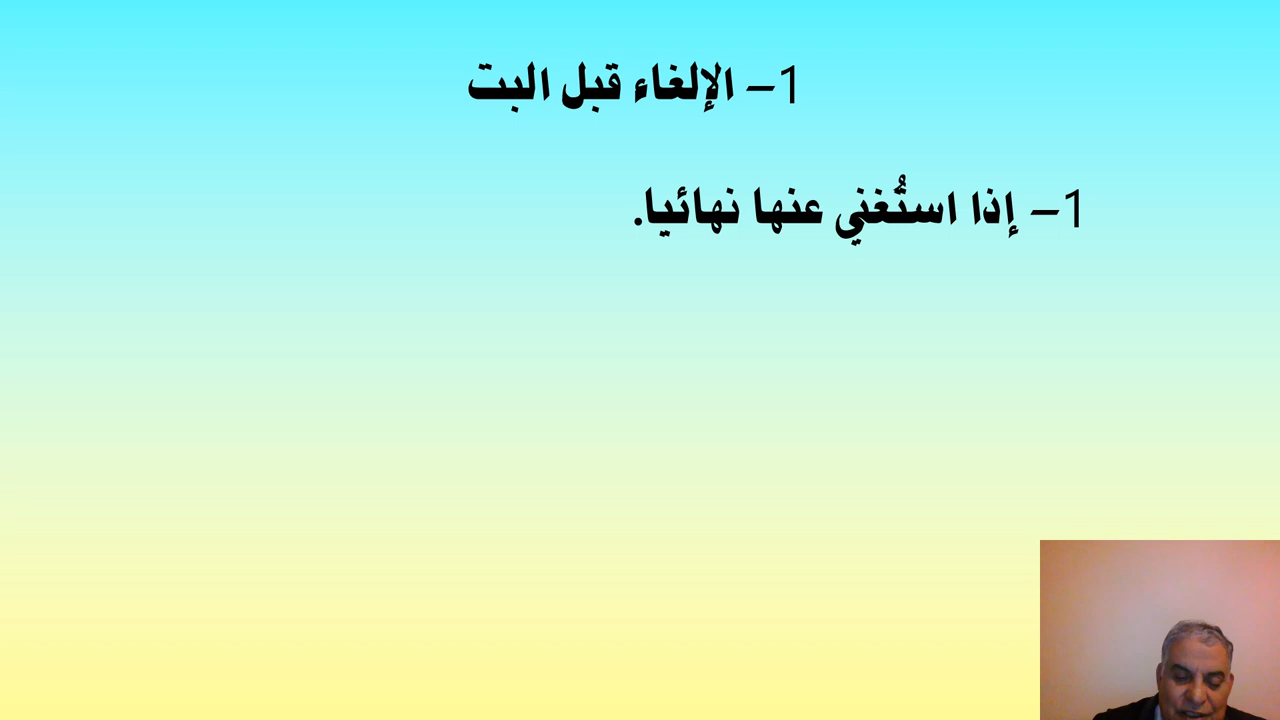 1– الإلغاء قبل البت
1– إذا استُغني عنها نهائيا.